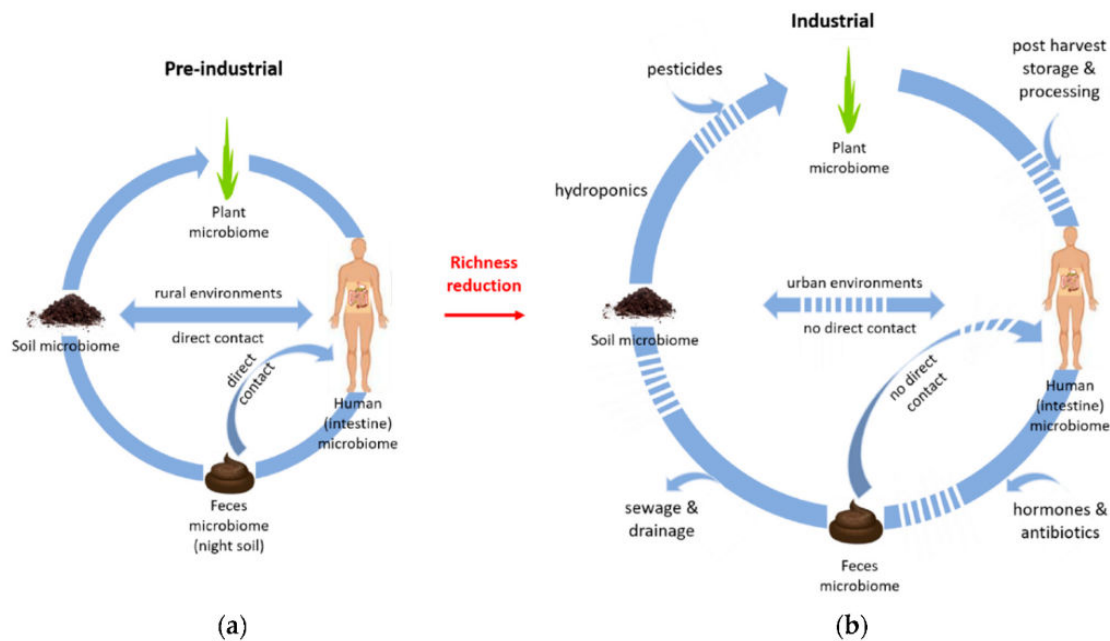 Pre-industrial
Plant
microbiome
rural environments
direct contact
Soil microbiome
direct
contact
Human
(intestine)
microbiome
Feces
microbiome
(night soil)
(a)
Richness
reduction
Industrial
pesticides
post harvest
storage &
processing
Plant
microbiome
hydroponics
urban environments
no direct contact
Soil microbiome
no direct
contact
Human
(intestine)
microbiome
sewage &
drainage
hormones &
antibiotics
Feces
microbiome
(b)